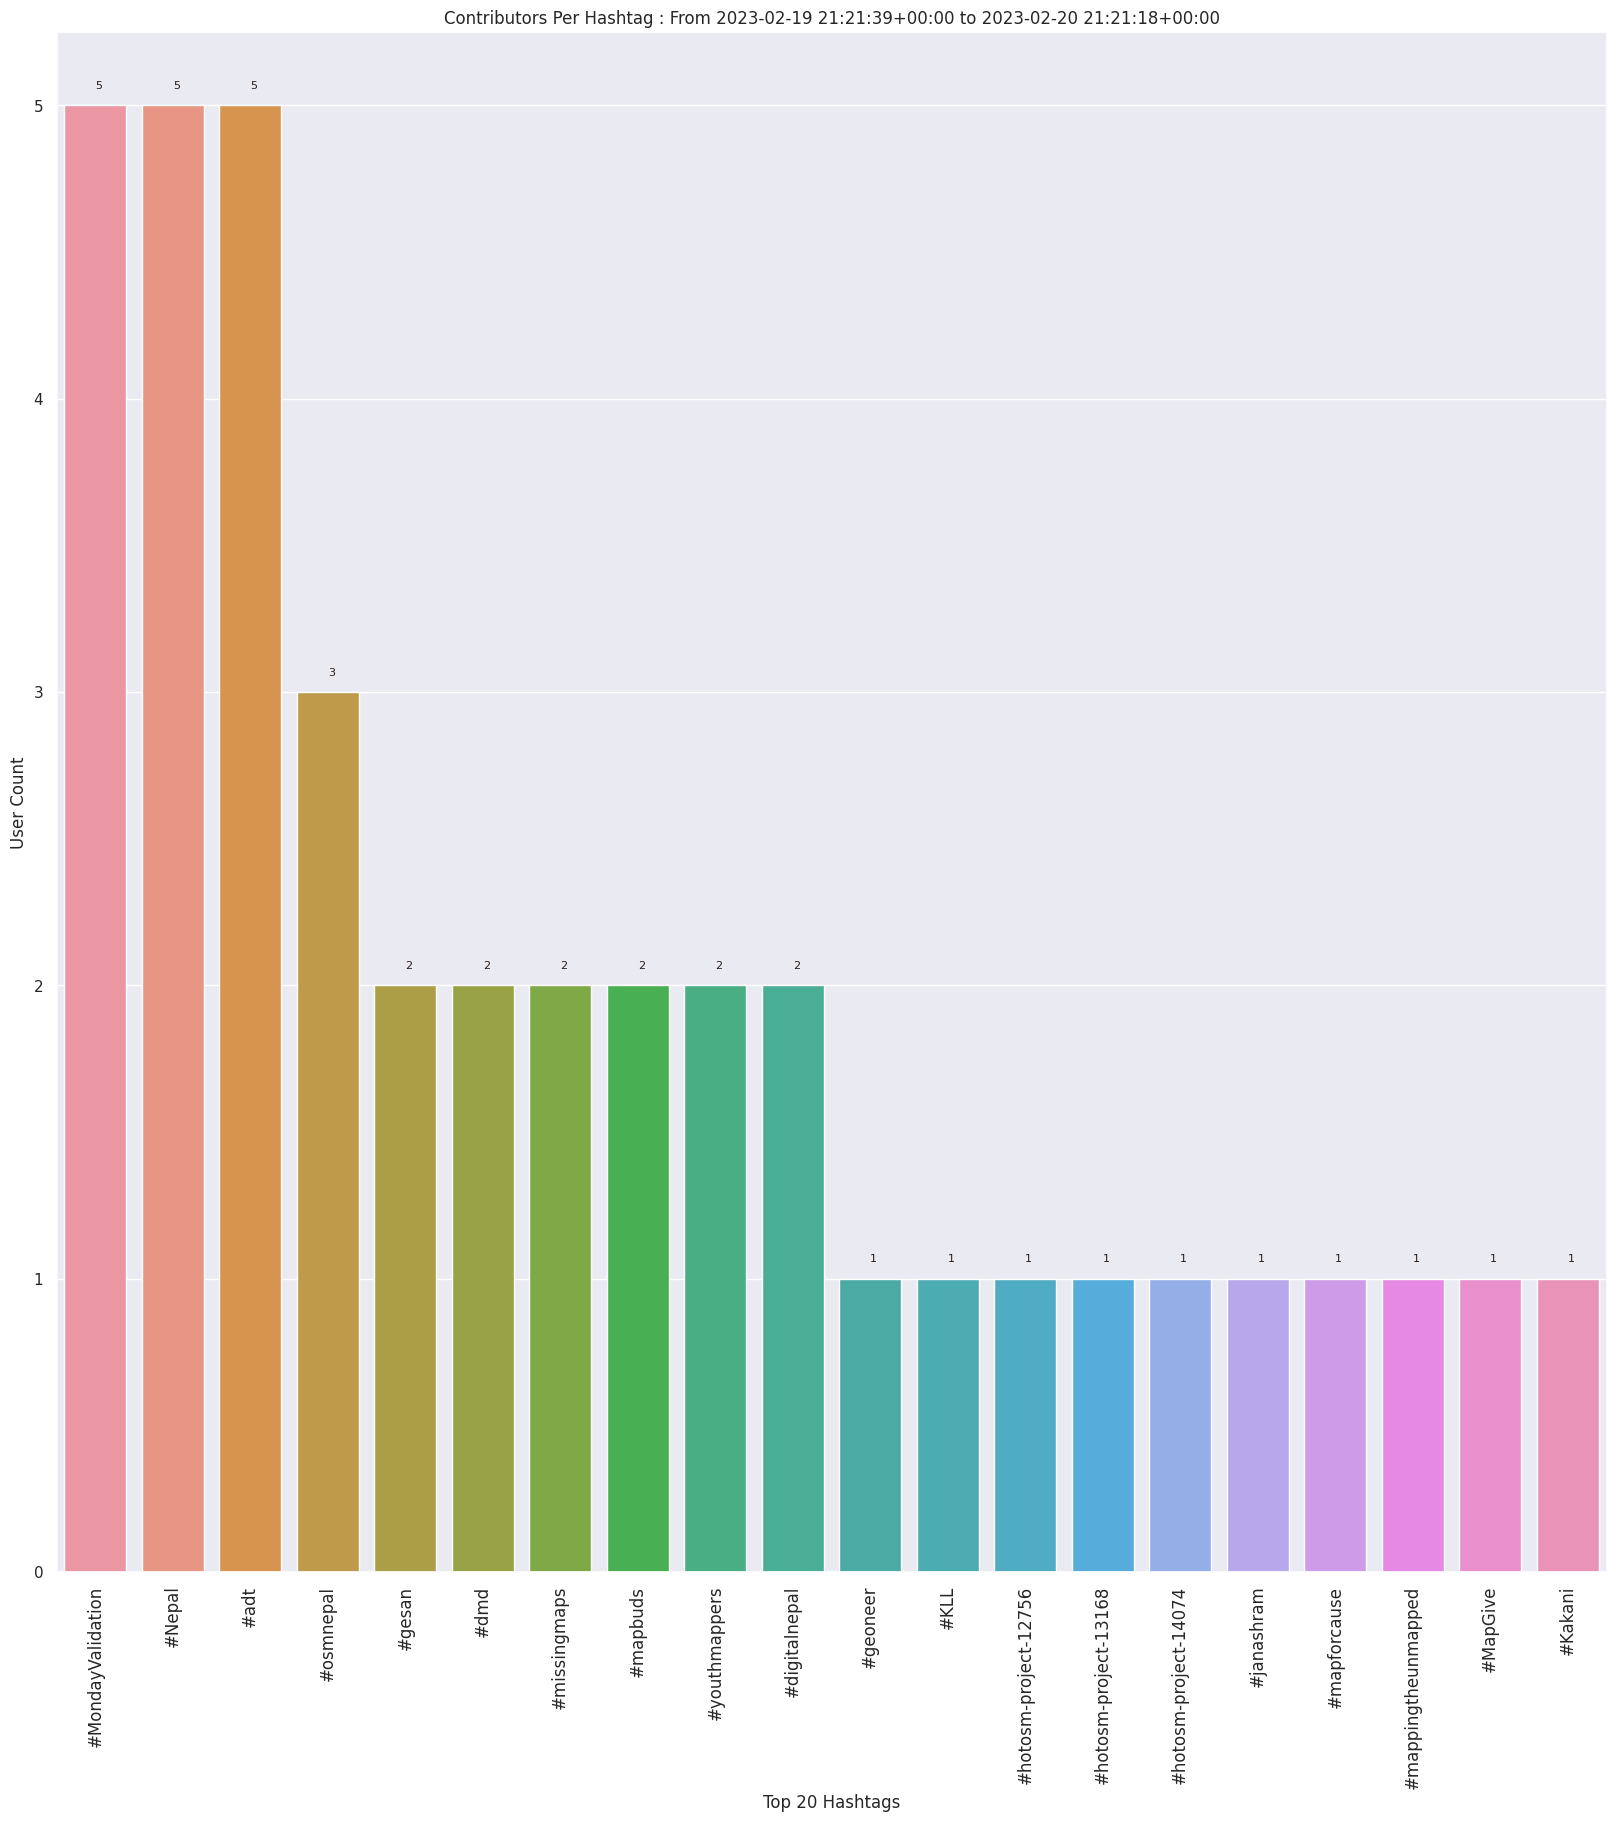 Contributors Per Hashtag : From 2023-02-19 21:21:39+00:00 to 2023-02-20 21:21:18+00:00
User Count
5
4
3
2
1
0
5
5
5
3
2
2
2
2
2
2
1
1
1
1
1
1
1
1
1
1
#MondayValidation
#Nepal
#adt
#osmnepal
#gesan
#dmd
#missingmaps
#mapbuds
#youthmappers
#digitalnepal
#geoneer
#KLL
#hotosm-project-12756
#hotosm-project-13168
#hotosm-project-14074
#janashram
#mapforcause
#mappingtheunmapped
#MapGive
#Kakani
Top 20 Hashtags